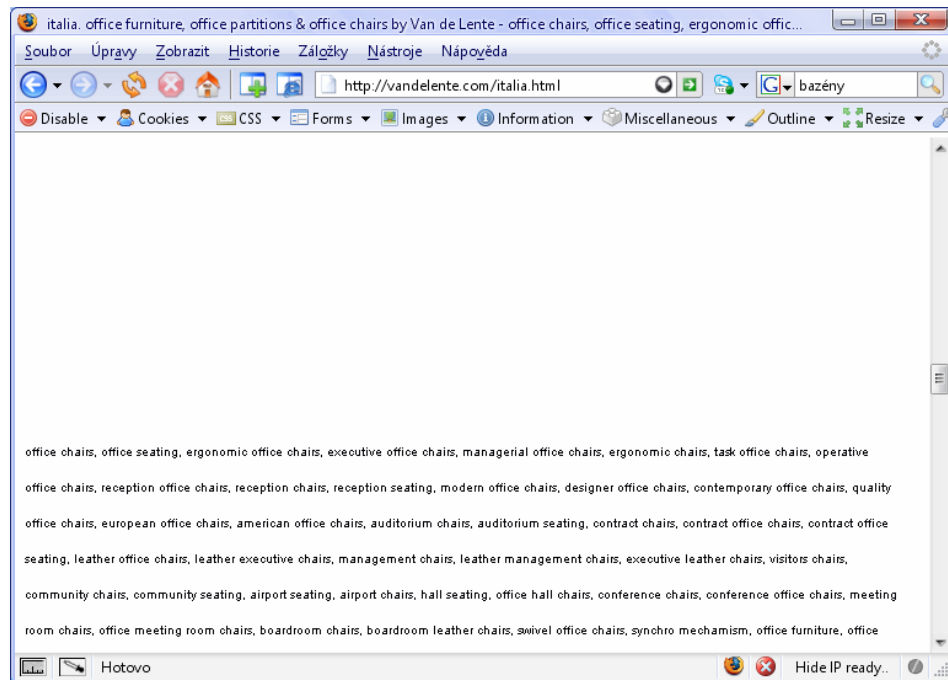 italia. office furniture, office partitions & office chairs by Van de Lente - office chairs, office seating, ergonomic offic...
Soubor Úpravy Zobrazit Historie Záložky Nástroje Nápověda
http://vandelente.com/italia.html G bazény
Disable Cookies CSS Forms Images Information Miscellaneous Outline Resize
office chairs, office seating, ergonomic office chairs, executive office chairs, managerial office chairs, ergonomic chairs, task office chairs, operative
office chairs, reception office chairs, reception chairs, reception seating, modern office chairs, designer office chairs, contemporary office chairs, quality
office chairs, european office chairs, american office chairs, auditorium chairs, auditorium seating, contract chairs, contract office chairs, contract office
seating, leather office chairs, leather executive chairs, management chairs, leather management chairs, executive leather chairs, visitors chairs,
community chairs, community seating, airport seating, airport chairs, hall seating, office hall chairs, conference chairs, conference office chairs, meeting
room chairs, office meeting room chairs, boardroom chairs, boardroom leather chairs, swivel office chairs, synchro mechamism, office furniture, office
Hotovo Hide IP ready..